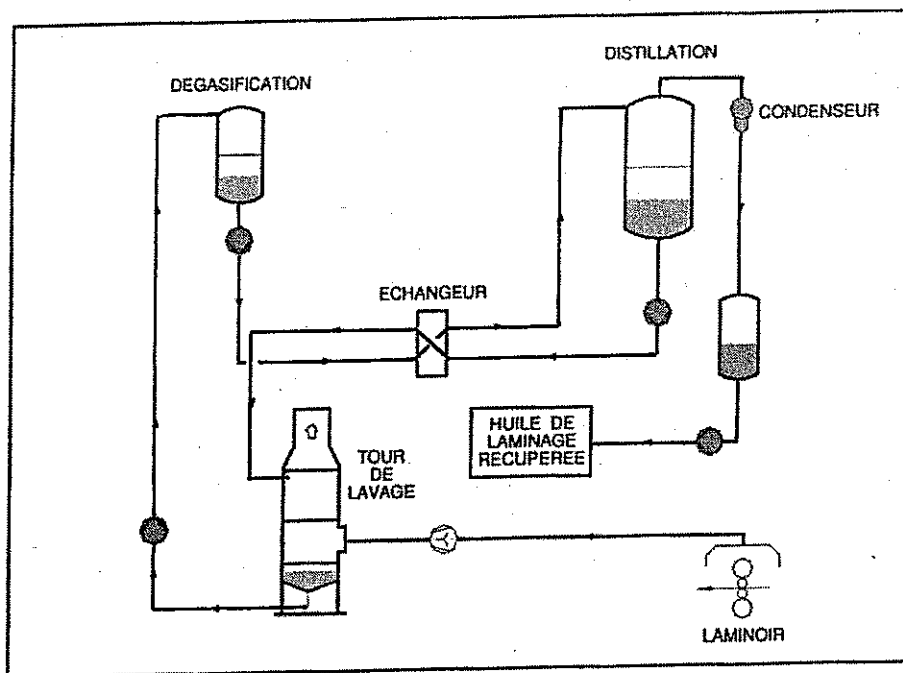 DISTILLATION
DEGASIFICATION
CONDENSEUR
ECHANGEUR
HUILE DE
LAMINAGE
RECUPEREE
TOUR
DE
LAVAGE
LAMINOIR